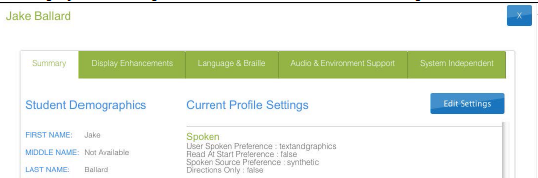 Jake Ballard
X
Summary
Display Enhancements
Language & Braille
Audio & Environment Support
System Independent
Student Demographics
Current Profile Settings
Edit Settings
FIRST NAME: Jake
MIDDLE NAME: Not Available
LAST NAME: Ballard
Spoken
User Spoken Preference : textandgraphics
Read At Start Preference : false
Spoken Source Preference : synthetic
Directions Only : false